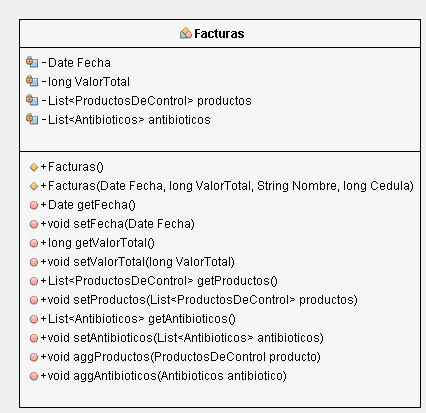 Facturas
- Date Fecha
- long ValorTotal
- List<ProductosDeControl> productos
- List<Antibioticos> antibioticos
+ Facturas()
+ Facturas(Date Fecha, long ValorTotal, String Nombre, long Cedula)
+ Date getFecha()
+ void setFecha(Date Fecha)
+ long getValorTotal()
+ void setValorTotal(long ValorTotal)
+ List<ProductosDeControl> getProductos()
+ void setProductos(List<ProductosDeControl> productos)
+ List<Antibioticos> getAntibioticos()
+ void setAntibioticos(List<Antibioticos> antibioticos)
+ void aggProductos(ProductosDeControl producto)
+ void aggAntibioticos(Antibioticos antibiotico)